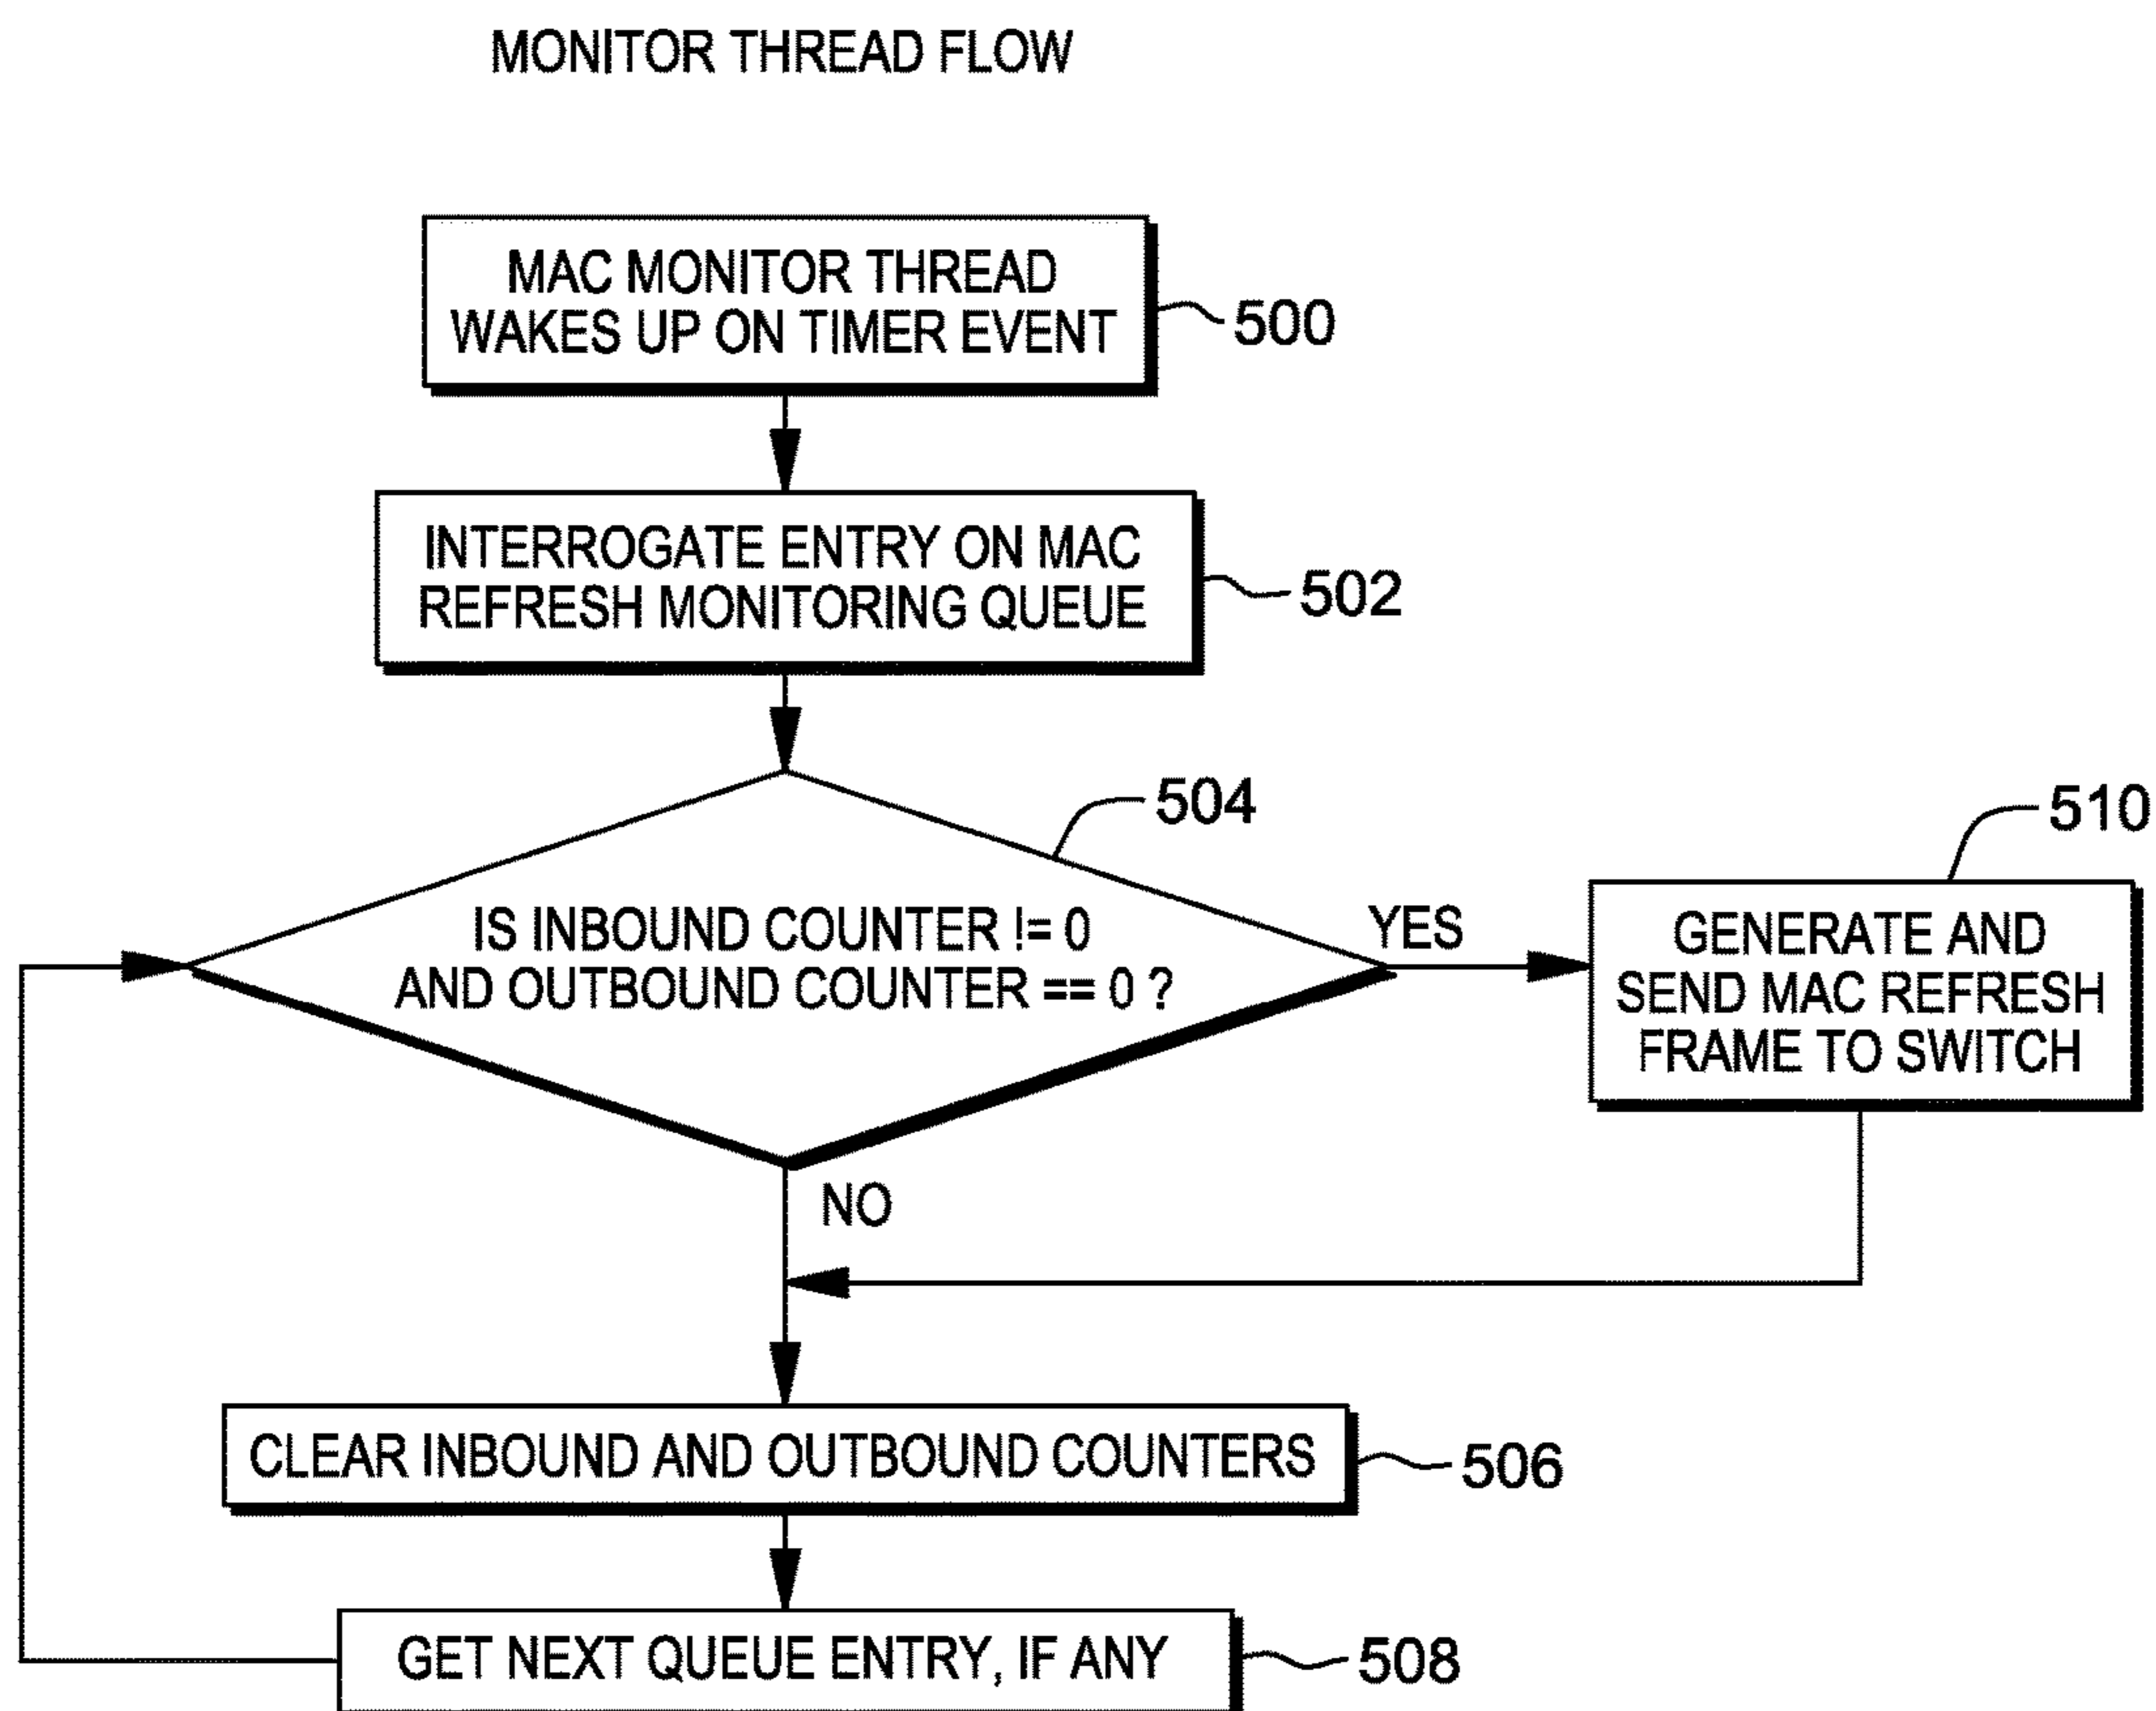 MONITOR THREAD FLOW
MAC MONITOR THREAD
WAKES UP ON TIMER EVENT
500
INTERROGATE ENTRY ON MAC
REFRESH MONITORING QUEUE
502
504
510
IS INBOUND COUNTER != 0
AND OUTBOUND COUNTER == 0 ?
YES
GENERATE AND
SEND MAC REFRESH
FRAME TO SWITCH
NO
CLEAR INBOUND AND OUTBOUND COUNTERS
506
GET NEXT QUEUE ENTRY, IF ANY
508